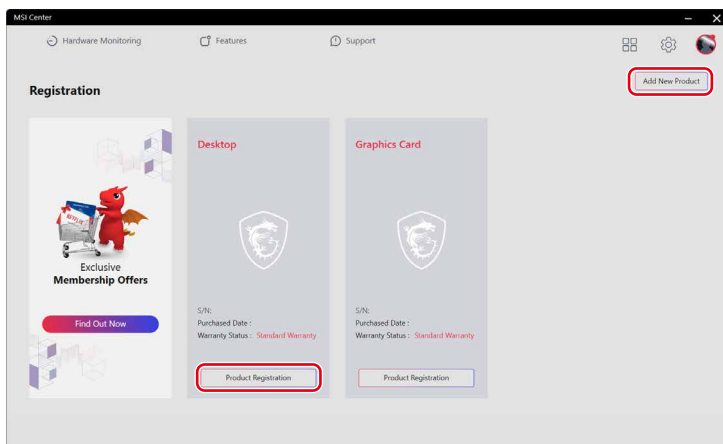 MSI Center
Hardware Monitoring
Features
Support
Registration
Add New Product
NETFLIX
Exclusive
Membership Offers
Find Out Now
Desktop
S/N:
Purchased Date :
Warranty Status : Standard Warranty
Product Registration
Graphics Card
S/N:
Purchased Date :
Warranty Status : Standard Warranty
Product Registration